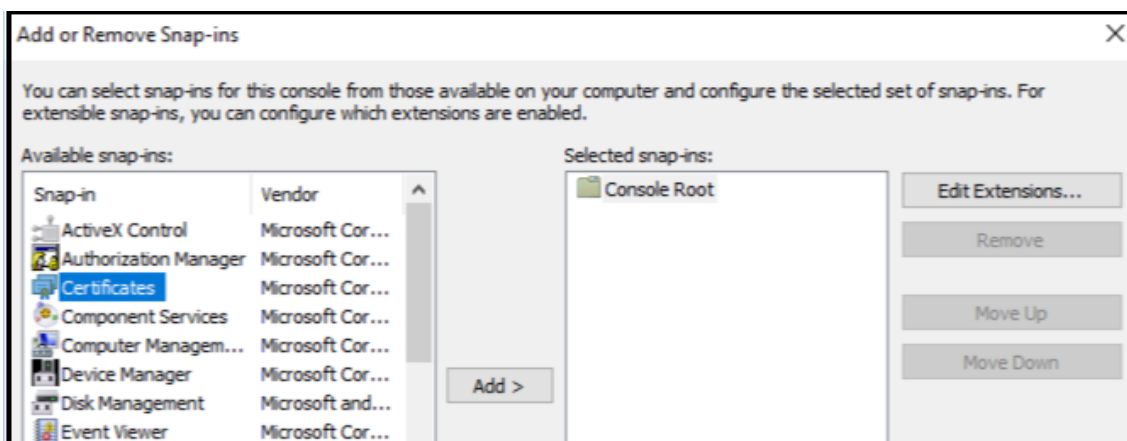 Add or Remove Snap-ins
You can select snap-ins for this console from those available on your computer and configure the selected set of snap-ins. For
extensible snap-ins, you can configure which extensions are enabled.
Available snap-ins:
Snap-in Vendor
ActiveX Control Microsoft Cor...
Authorization Manager Microsoft Cor...
Certificates Microsoft Cor...
Component Services Microsoft Cor...
Computer Managem... Microsoft Cor...
Device Manager Microsoft Cor...
Disk Management Microsoft and...
Event Viewer Microsoft Cor...
Add >
Selected snap-ins:
Console Root
Edit Extensions...
Remove
Move Up
Move Down